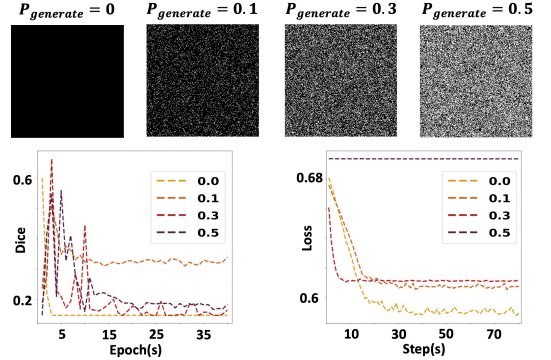 P_generate = 0
P_generate = 0.1
P_generate = 0.3
P_generate = 0.5
0.6
0.2
Dice
5 15 25 35
Epoch(s)
0.0
0.1
0.3
0.5
0.68
0.6
Loss
10 30 50 70
Step(s)
0.0
0.1
0.3
0.5